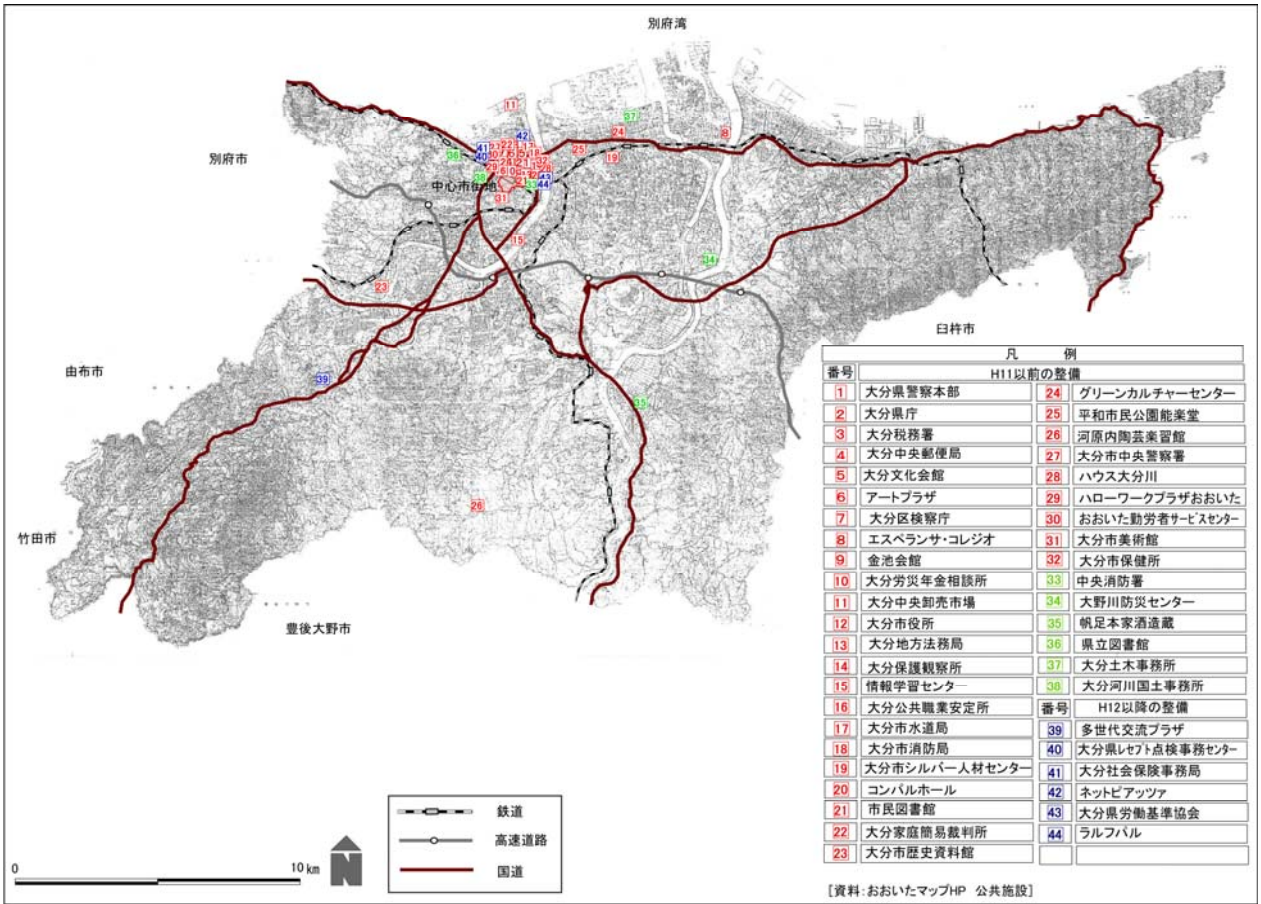 別府湾
11
37
24
8
42
41
36
40
25
19
38
43
44
別府市
中心市街地
31
15
34
23
臼杵市
由布市
39
35
26
竹田市
豊後大野市
凡 例
番号 H11以前の整備
1 大分県警察本部 24 グリーンカルチャーセンター
2 大分県庁 25 平和市民公園能楽堂
3 大分税務署 26 河原内陶芸楽習館
4 大分中央郵便局 27 大分市中央警察署
5 大分文化会館 28 ハウス大分川
6 アートプラザ 29 ハローワークプラザおおいた
7 大分区検察庁 30 おおいた勤労者サービスセンター
8 エスペランサ・コレジオ 31 大分市美術館
9 金池会館 32 大分市保健所
10 大分労災年金相談所 33 中央消防署
11 大分中央卸売市場 34 大野川防災センター
12 大分市役所 35 帆足本家酒造蔵
13 大分地方法務局 36 県立図書館
14 大分保護観察所 37 大分土木事務所
15 情報学習センター 38 大分河川国土事務所
16 大分公共職業安定所 番号 H12以降の整備
17 大分市水道局 39 多世代交流プラザ
18 大分市消防局 40 大分県レセプト点検事務センター
19 大分市シルバー人材センター 41 大分社会保険事務局
20 コンパルホール 42 ネットピアッツァ
21 市民図書館 43 大分県労働基準協会
22 大分家庭簡易裁判所 44 ラルフパル
23 大分市歴史資料館
鉄道
高速道路
国道
0 10km
N
[資料:おおいたマップHP 公共施設]